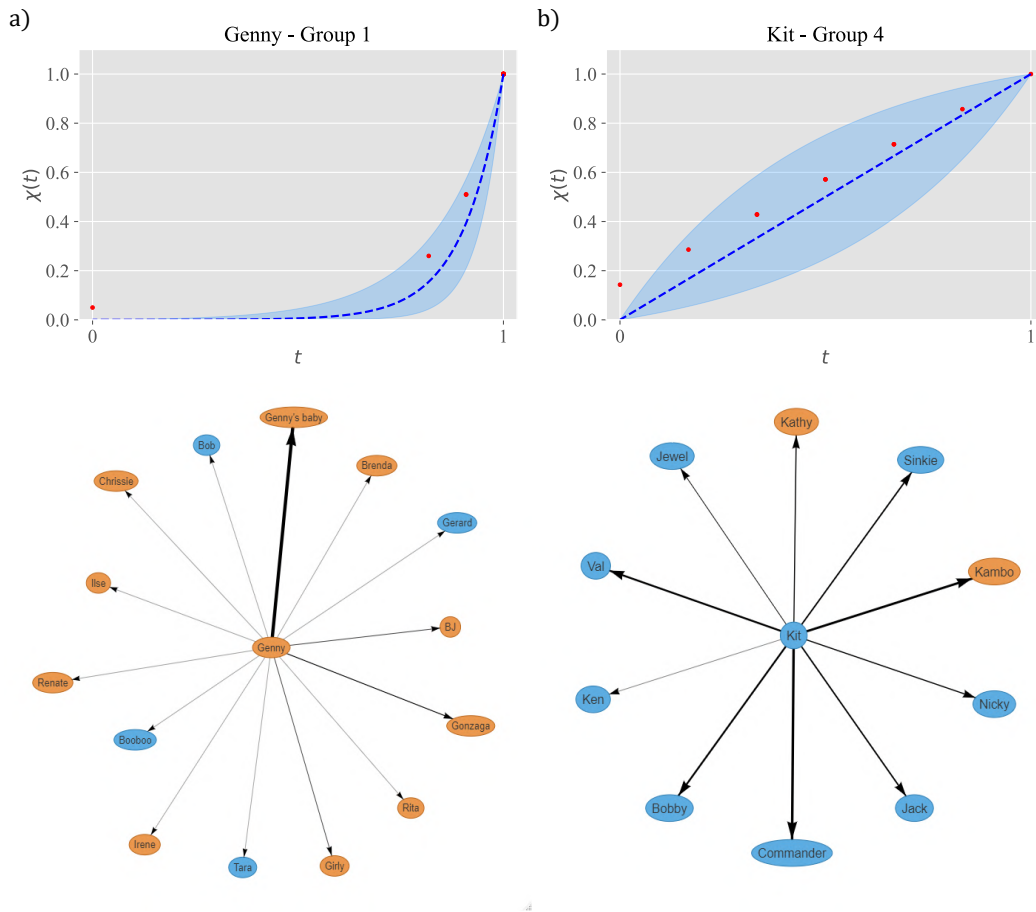 a)
Genny - Group 1
1.0
0.8
0.6
0.4
0.2
0.0
χ(t)
0
1
t
b)
Kit - Group 4
1.0
0.8
0.6
0.4
0.2
0.0
χ(t)
0
1
t
Genny's baby
Bob
Brenda
Chrissie
Gerard
Ilse
BJ
Genny
Renate
Gonzaga
Booboo
Rita
Irene
Tara
Girly
Kathy
Jewel
Sinkie
Val
Kambo
Kit
Ken
Nicky
Bobby
Jack
Commander